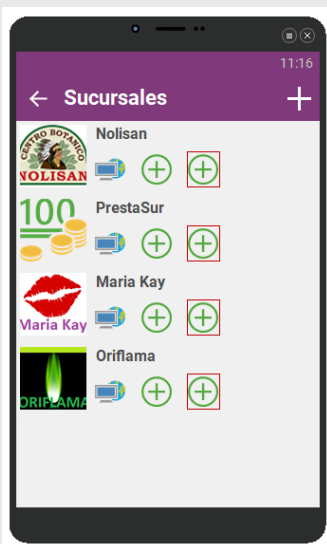 11:16
Sucursales
CENTRO BOTANICO
NOLISAN
Nolisan
100
PrestaSur
Maria Kay
Maria Kay
Oriflama
ORIFLAMA